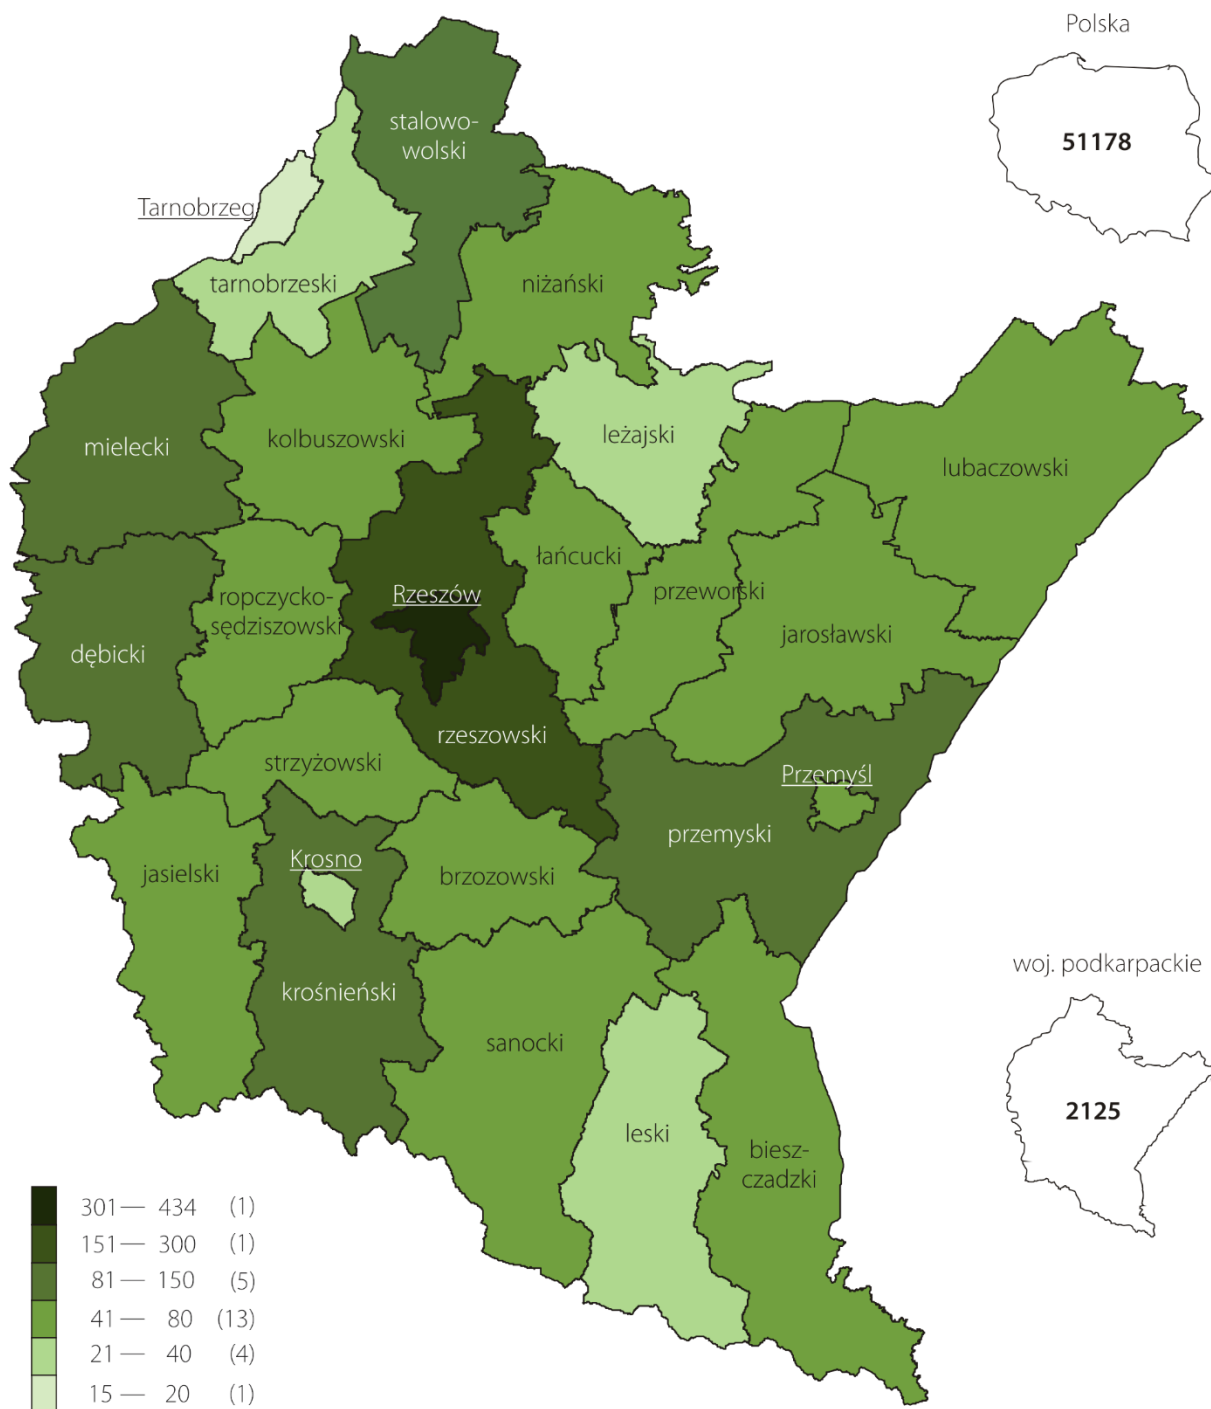 Polska
51178
stalowo-
wolski
Tarnobrzeg
tarnobrzeski
niżański
mielecki
kolbuszowski
leżajski
lubaczowski
łańcucki
ropczycko-
sędziszowski
Rzeszów
przeworski
jarosławski
dębicki
rzeszowski
strzyżowski
Przemyśl
przemyski
jasielski
Krosno
brzozowski
krośnieński
sanocki
leski
biesz-
czadzki
woj. podkarpackie
2125
301 — 434 (1)
151 — 300 (1)
81 — 150 (5)
41 — 80 (13)
21 — 40 (4)
15 — 20 (1)